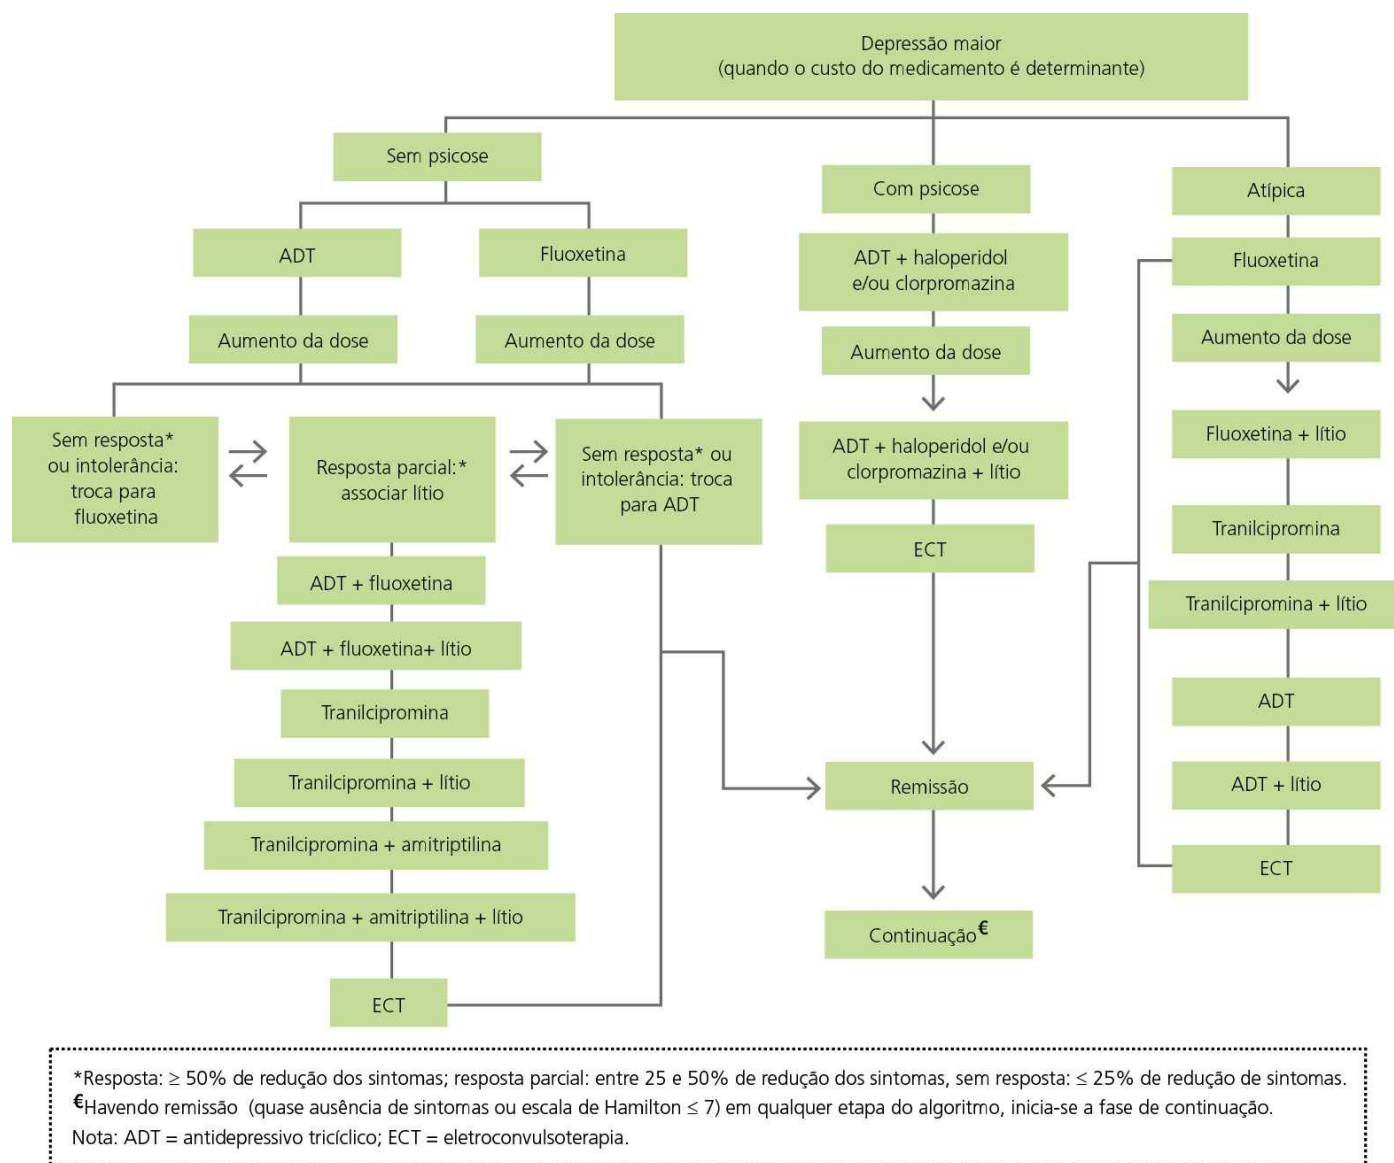 Depressão maior
(quando o custo do medicamento é determinante)
Sem psicose
ADT
Fluoxetina
Aumento da dose
Aumento da dose
Sem resposta*
ou intolerância:
troca para
fluoxetina
Resposta parcial:*
associar lítio
Sem resposta* ou
intolerância: troca
para ADT
ADT + fluoxetina
ADT + fluoxetina+ lítio
Tranilcipromina
Tranilcipromina + lítio
Tranilcipromina + amitriptilina
Tranilcipromina + amitriptilina + lítio
ECT
Com psicose
ADT + haloperidol
e/ou clorpromazina
Aumento da dose
ADT + haloperidol e/ou
clorpromazina + lítio
ECT
Remissão
Continuação€
Atípica
Fluoxetina
Aumento da dose
Fluoxetina + lítio
Tranilcipromina
Tranilcipromina + lítio
ADT
ADT + lítio
ECT
*Resposta: ≥ 50% de redução dos sintomas; resposta parcial: entre 25 e 50% de redução dos sintomas, sem resposta: ≤ 25% de redução de sintomas.
€Havendo remissão (quase ausência de sintomas ou escala de Hamilton ≤ 7) em qualquer etapa do algoritmo, inicia-se a fase de continuação.
Nota: ADT = antidepressivo tricíclico; ECT = eletroconvulsoterapia.